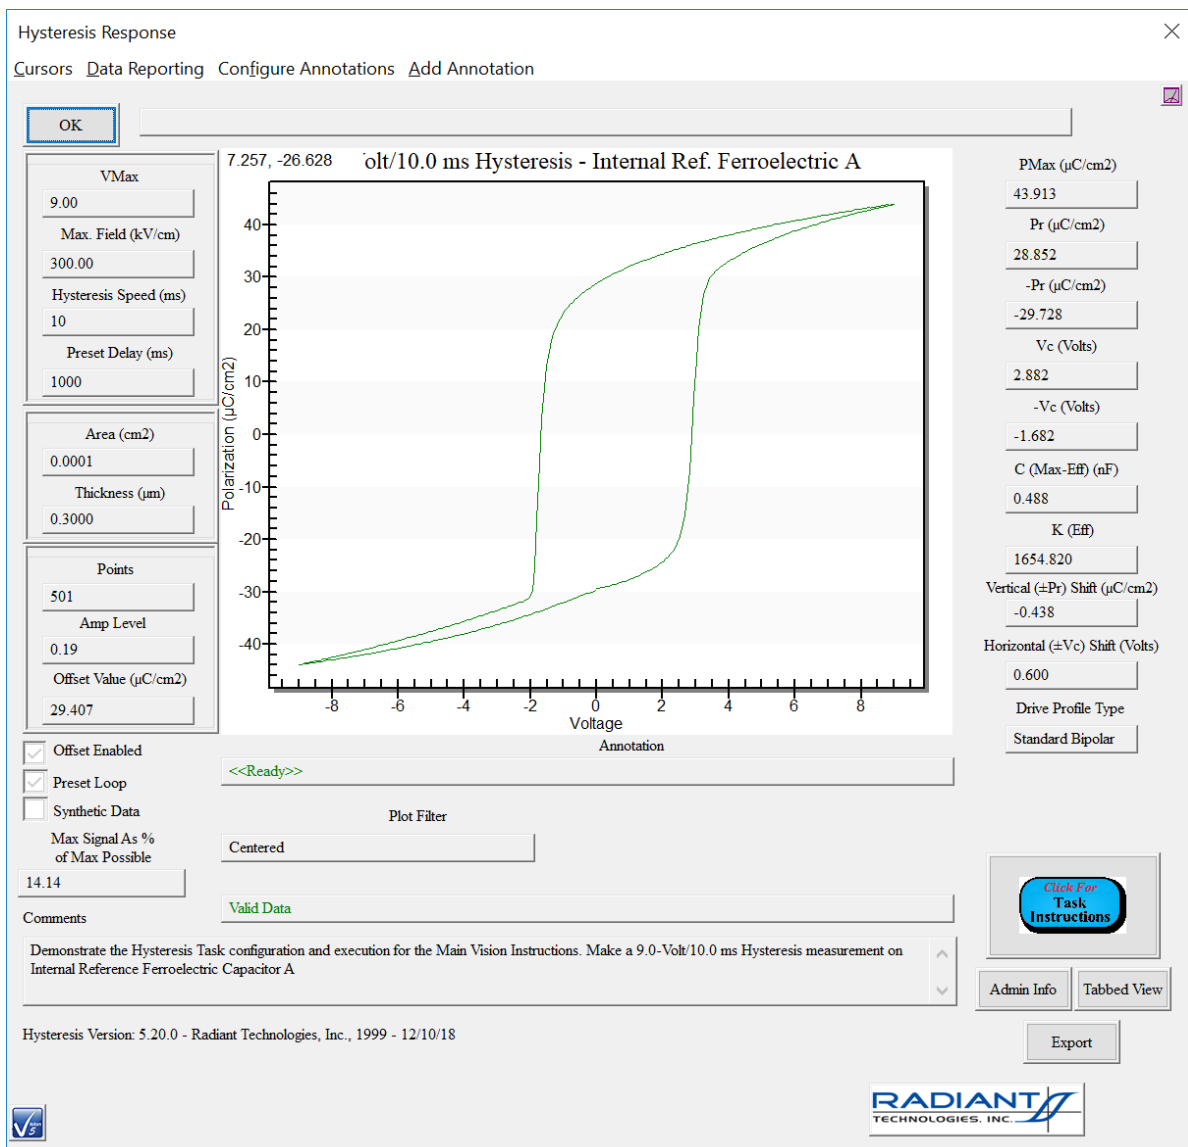 Hysteresis Response
Cursors Data Reporting Configure Annotations Add Annotation
OK
VMax
9.00
Max. Field (kV/cm)
300.00
Hysteresis Speed (ms)
10
Preset Delay (ms)
1000
Area (cm2)
0.0001
Thickness (µm)
0.3000
Points
501
Amp Level
0.19
Offset Value (µC/cm2)
29.407
Offset Enabled
Preset Loop
Synthetic Data
Max Signal As %
of Max Possible
14.14
7.257, -26.628 olt/10.0 ms Hysteresis - Internal Ref. Ferroelectric A
Polarization (µC/cm2)
40
30
20
10
0
-10
-20
-30
-40
-8 -6 -4 -2 0 2 4 6 8
Voltage
PMax (µC/cm2)
43.913
Pr (µC/cm2)
28.852
-Pr (µC/cm2)
-29.728
Vc (Volts)
2.882
-Vc (Volts)
-1.682
C (Max-Eff) (nF)
0.488
K (Eff)
1654.820
Vertical (±Pr) Shift (µC/cm2)
-0.438
Horizontal (±Vc) Shift (Volts)
0.600
Drive Profile Type
Standard Bipolar
Annotation
<<Ready>>
Plot Filter
Centered
Valid Data
Comments
Demonstrate the Hysteresis Task configuration and execution for the Main Vision Instructions. Make a 9.0-Volt/10.0 ms Hysteresis measurement on
Internal Reference Ferroelectric Capacitor A
Click For
Task
Instructions
Admin Info Tabbed View
Export
Hysteresis Version: 5.20.0 - Radiant Technologies, Inc., 1999 - 12/10/18
RADIANT
TECHNOLOGIES, INC.
V
5